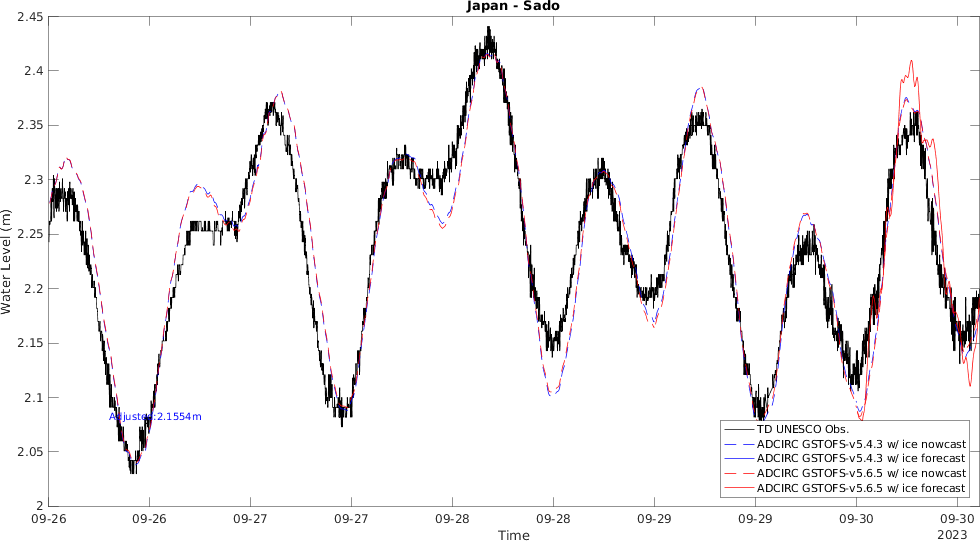 Japan - Sado
2.45
2.4
2.35
2.3
2.25
2.2
2.15
2.1
2.05
2
Water Level (m)
Adjusted:2.1554m
TD UNESCO Obs.
ADCIRC GSTOFS-v5.4.3 w/ ice nowcast
ADCIRC GSTOFS-v5.4.3 w/ ice forecast
ADCIRC GSTOFS-v5.6.5 w/ ice nowcast
ADCIRC GSTOFS-v5.6.5 w/ ice forecast
09-26 09-26 09-27 09-27 09-28 09-28 09-29 09-29 09-30 09-30
Time
2023